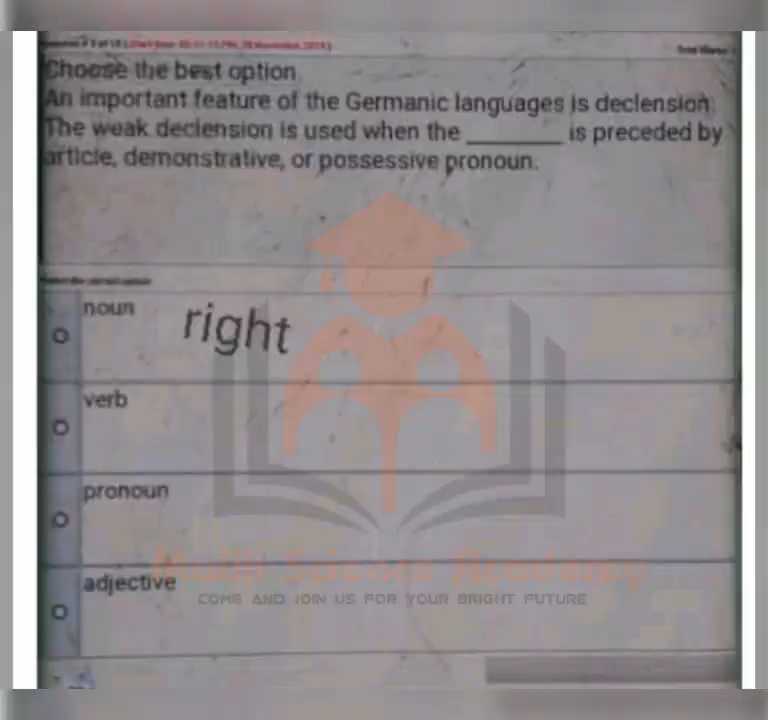 Choose the best option
An important feature of the Germanic languages is declension.
The weak declension is used when the ________ is preceded by
article, demonstrative, or possessive pronoun.
noun
right
verb
pronoun
adjective
Science Academy
COME AND JOIN US FOR YOUR BRIGHT FUTURE